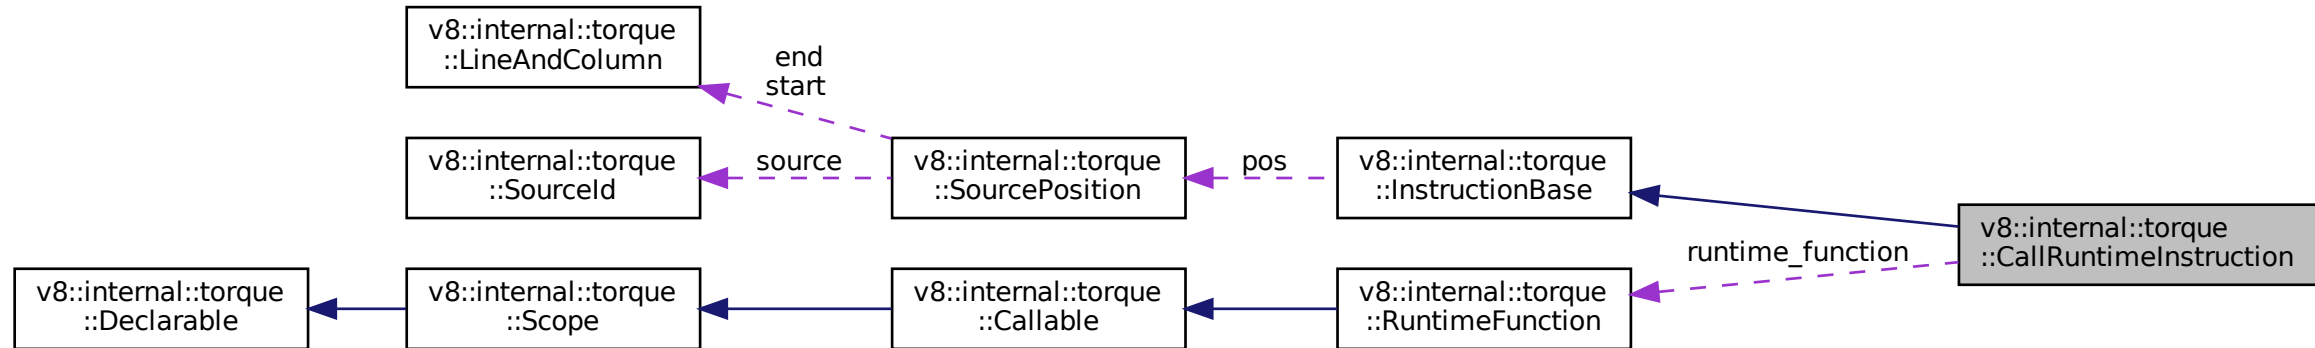 v8::internal::torque
::LineAndColumn
end
start
v8::internal::torque
::SourceId
source
v8::internal::torque
::SourcePosition
pos
v8::internal::torque
::InstructionBase
v8::internal::torque
::CallRuntimeInstruction
runtime_function
v8::internal::torque
::Declarable
v8::internal::torque
::Scope
v8::internal::torque
::Callable
v8::internal::torque
::RuntimeFunction